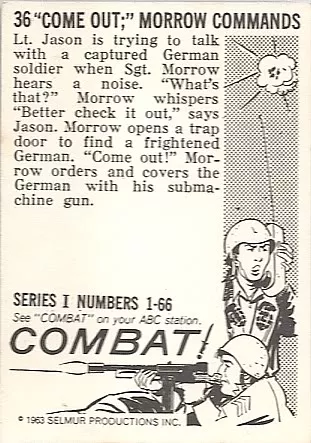 36 "COME OUT;" MORROW COMMANDS
Lt. Jason is trying to talk
with a captured German
soldier when Sgt. Morrow
hears a noise. "What's
that?" Morrow whispers
"Better check it out," says
Jason. Morrow opens a trap
door to find a frightened
German. "Come out!" Mor-
row orders and covers the
German with his subma-
chine gun.
SERIES I NUMBERS 1-66
See "COMBAT" on your ABC station.
COMBAT!
© 1963 SELMUR PRODUCTIONS INC.